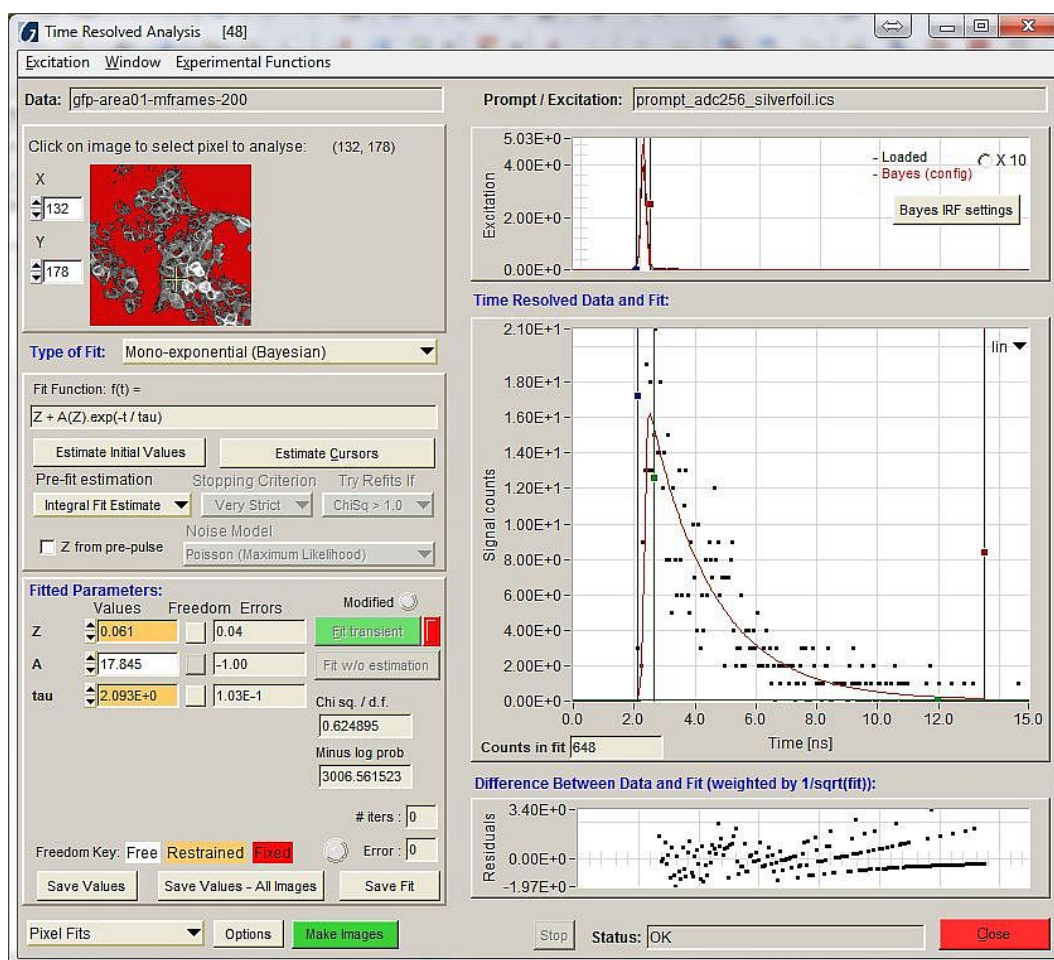 Time Resolved Analysis [48]
Excitation Window Experimental Functions
Data: gfp-area01-mframes-200
Click on image to select pixel to analyse: (132, 178)
X
132
Y
178
Type of Fit: Mono-exponential (Bayesian)
Fit Function: f(t) =
Z + A(Z).exp(-t / tau)
Estimate Initial Values Estimate Cursors
Pre-fit estimation Stopping Criterion Try Refits If
Integral Fit Estimate Very Strict ChiSq > 1.0
Noise Model
Z from pre-pulse Poisson (Maximum Likelihood)
Fitted Parameters:
Values Freedom Errors Modified
Z 0.061 0.04 Fit transient
A 17.845 -1.00 Fit w/o estimation
tau 2.093E+0 1.03E-1
Chi sq. / d.f.
0.624895
Minus log prob
3006.561523
# iters : 0
Freedom Key: Free Restrained Fixed Error : 0
Save Values Save Values - All Images Save Fit
Pixel Fits Options Make Images
Prompt / Excitation: prompt_adc256_silverfoil.ics
Excitation
5.03E+0
4.00E+0
2.00E+0
0.00E+0
- Loaded X 10
- Bayes (config)
Bayes IRF settings
Time Resolved Data and Fit:
Signal counts
2.10E+1
1.80E+1
1.60E+1
1.40E+1
1.20E+1
1.00E+1
8.00E+0
6.00E+0
4.00E+0
2.00E+0
0.00E+0
lin
0.0 2.0 4.0 6.0 8.0 10.0 12.0 15.0
Time [ns]
Counts in fit 648
Difference Between Data and Fit (weighted by 1/sqrt(fit)):
Residuals
3.40E+0
0.00E+0
-1.97E+0
Stop Status: OK Close